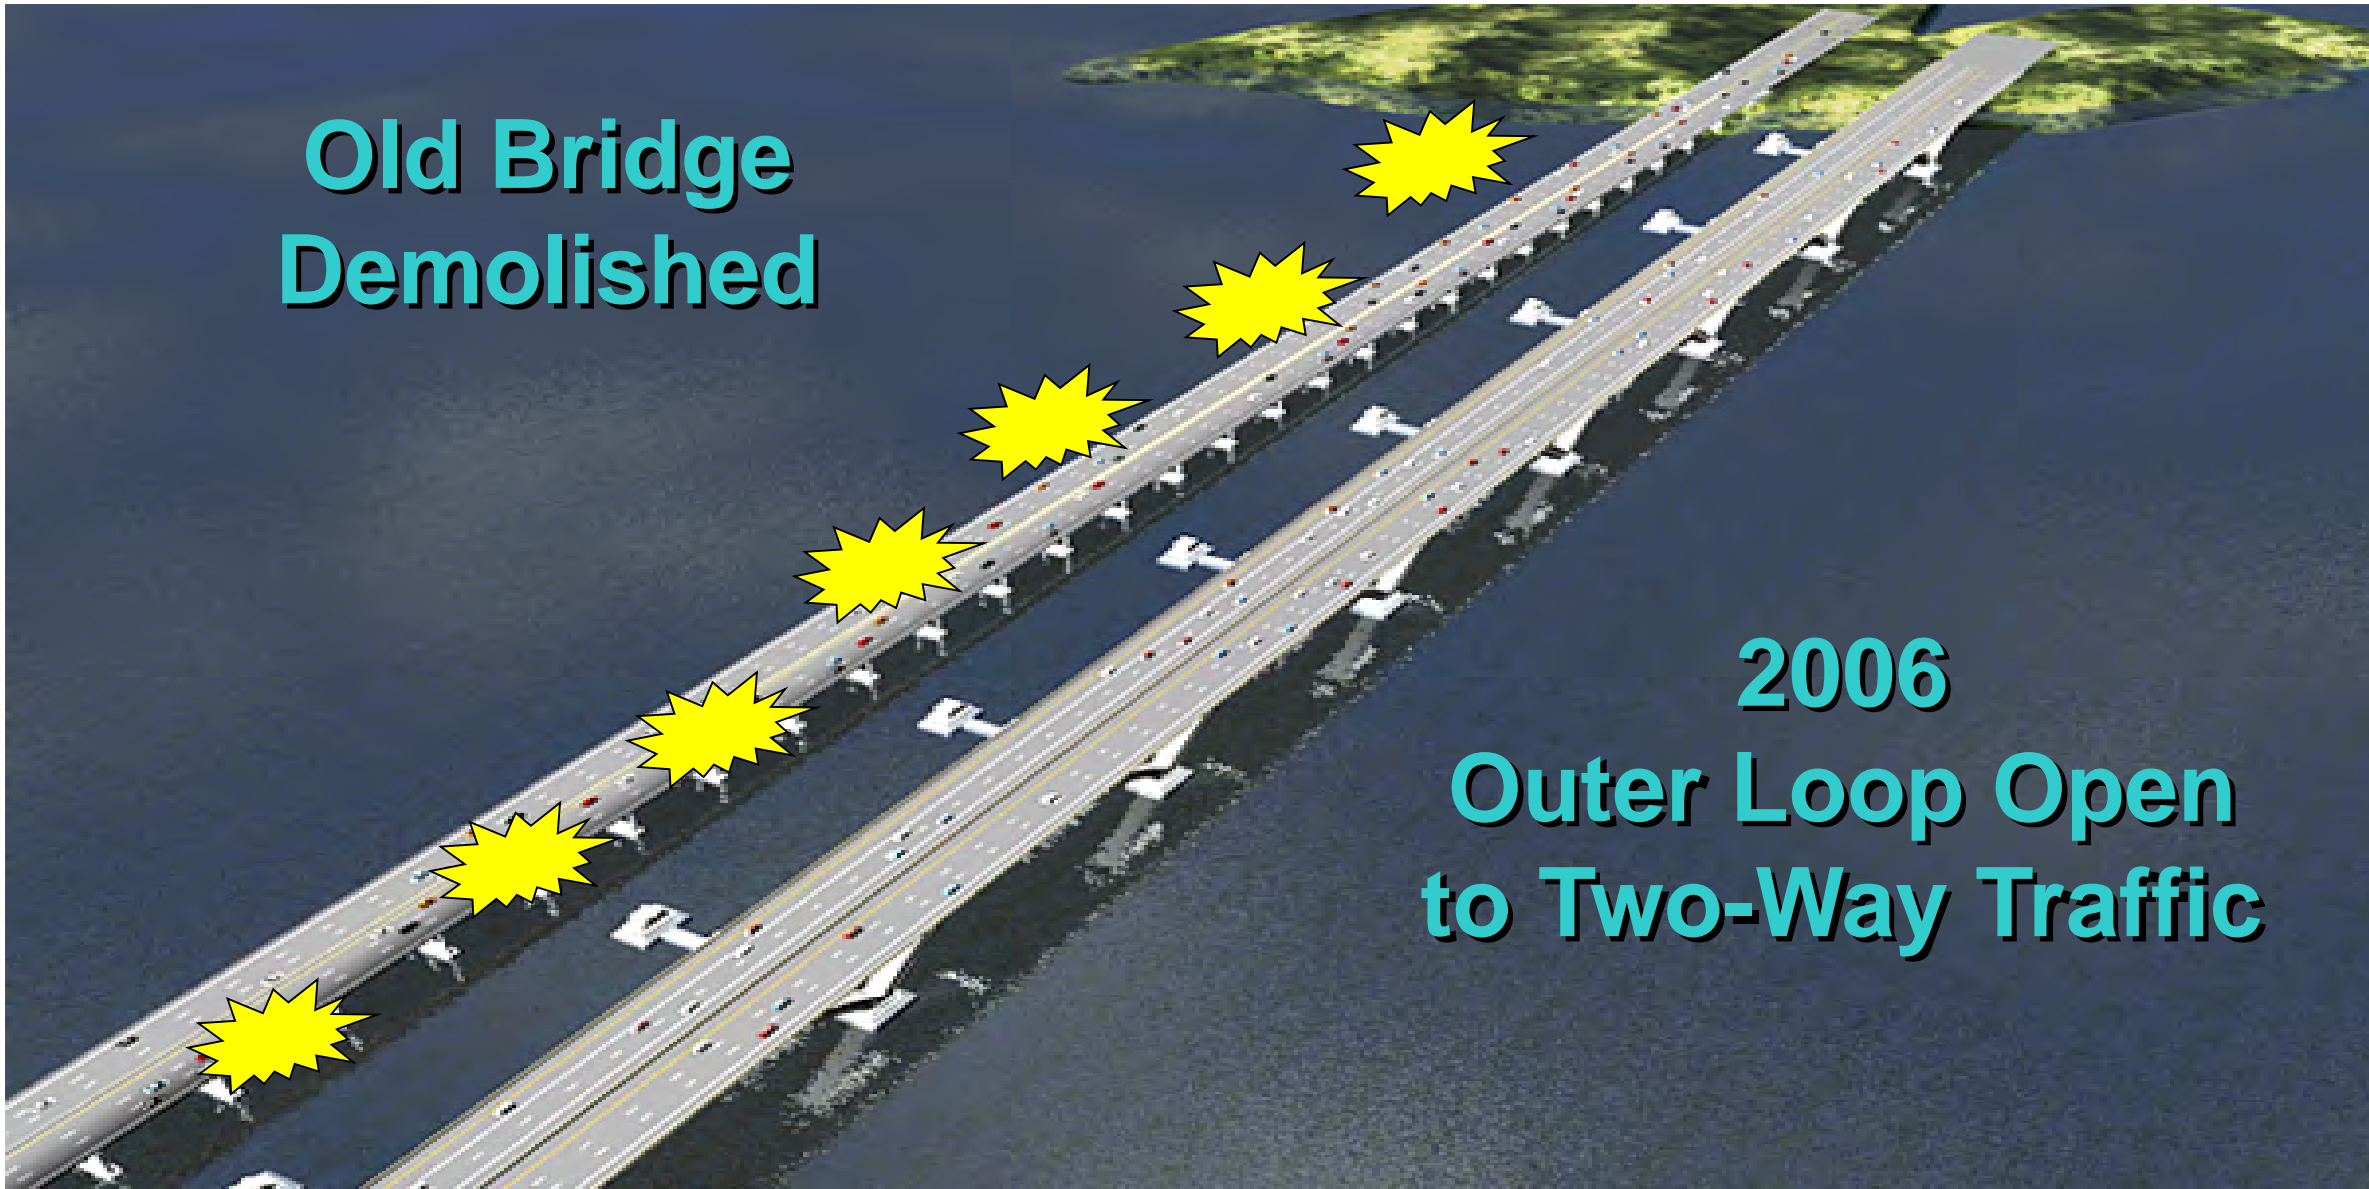 Old Bridge
Demolished
2006
Outer Loop Open
to Two-Way Traffic